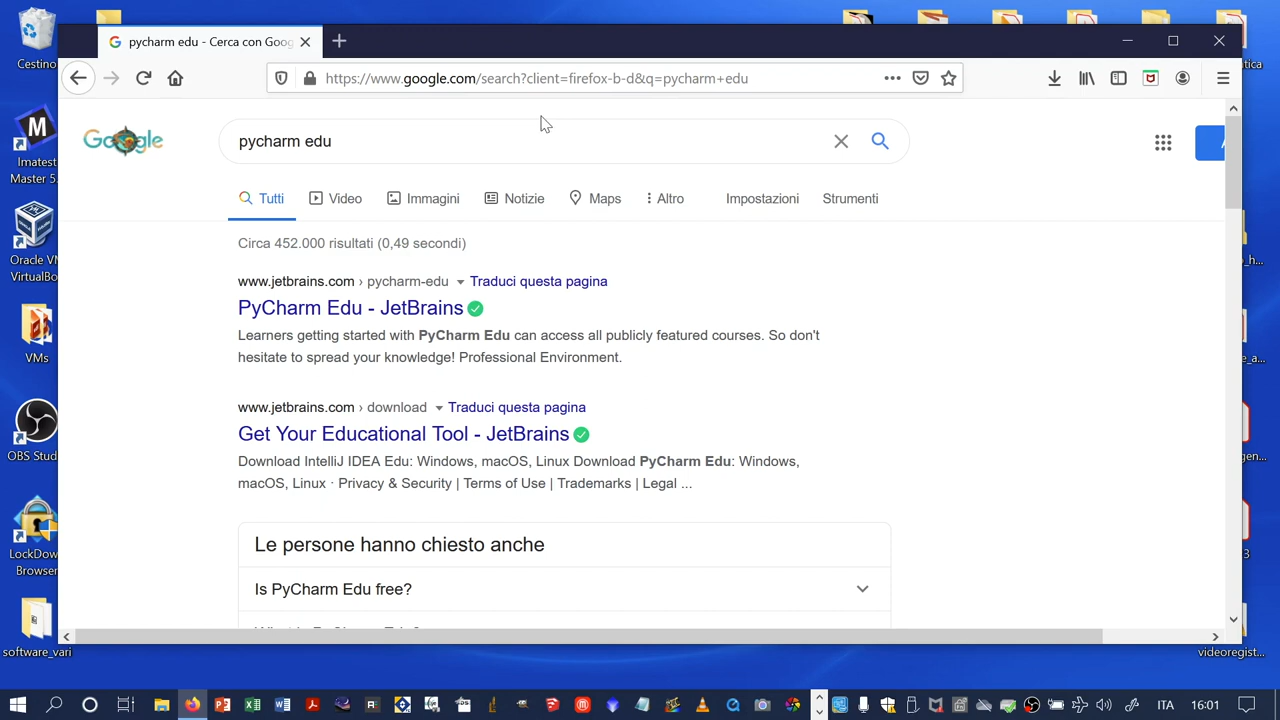 Cestino
pycharm edu - Cerca con Goog
https://www.google.com/search?client=firefox-b-d&q=pycharm+edu
Google
pycharm edu
Tutti
Video
Immagini
Notizie
Maps
Altro
Impostazioni
Strumenti
Circa 452.000 risultati (0,49 secondi)
www.jetbrains.com › pycharm-edu
Traduci questa pagina
PyCharm Edu - JetBrains
Learners getting started with PyCharm Edu can access all publicly featured courses. So don't
hesitate to spread your knowledge! Professional Environment.
www.jetbrains.com › download
Traduci questa pagina
Get Your Educational Tool - JetBrains
Download IntelliJ IDEA Edu: Windows, macOS, Linux Download PyCharm Edu: Windows,
macOS, Linux · Privacy & Security | Terms of Use | Trademarks | Legal ...
Le persone hanno chiesto anche
Is PyCharm Edu free?
M
Imatest
Master 5.
Oracle VM
VirtualBo
VMs
OBS Stud
LockDow
Browser
software_vari
videoregist...
ITA
16:01